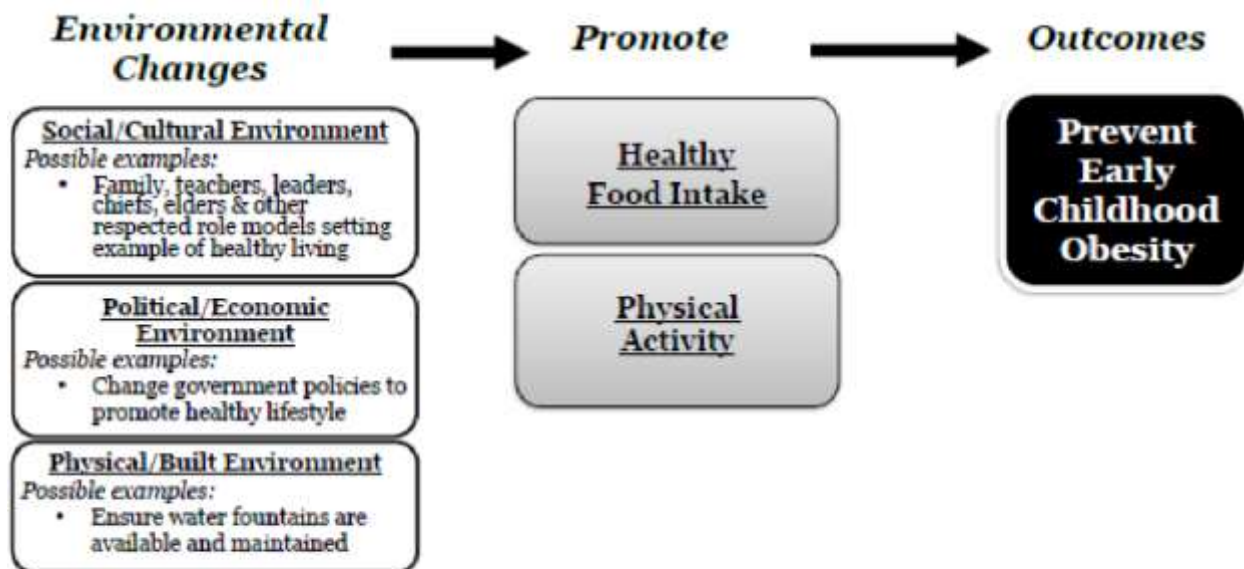 Environmental
Changes
Promote
Outcomes
Social/Cultural Environment
Possible examples:
• Family, teachers, leaders,
chiefs, elders & other
respected role models setting
example of healthy living
Political/Economic
Environment
Possible examples:
• Change government policies to
promote healthy lifestyle
Physical/Built Environment
Possible examples:
• Ensure water fountains are
available and maintained
Healthy
Food Intake
Physical
Activity
Prevent
Early
Childhood
Obesity